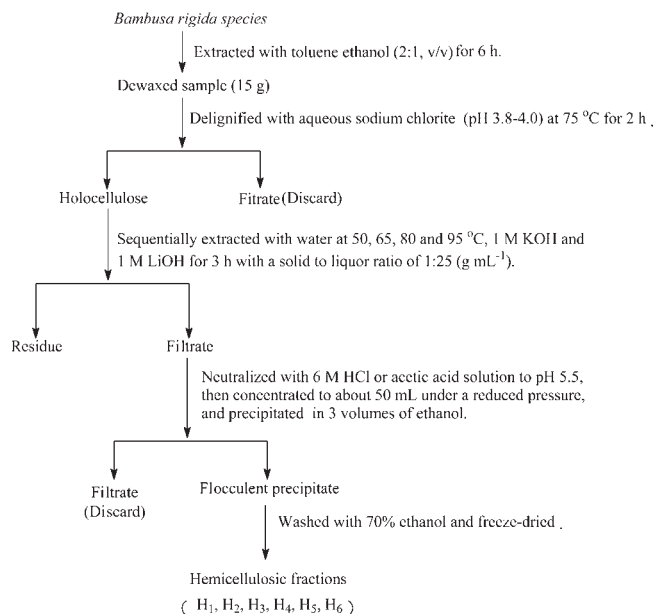 Bambusa rigida species
Extracted with toluene ethanol (2:1, v/v) for 6 h.
Dewaxed sample (15 g)
Delignified with aqueous sodium chlorite (pH 3.8-4.0) at 75 °C for 2 h .
Holocellulose
Fitrate (Discard)
Sequentially extracted with water at 50, 65, 80 and 95 °C, 1 M KOH and
1 M LiOH for 3 h with a solid to liquor ratio of 1:25 (g mL⁻¹).
Residue
Filtrate
Neutralized with 6 M HCl or acetic acid solution to pH 5.5,
then concentrated to about 50 mL under a reduced pressure,
and precipitated in 3 volumes of ethanol.
Filtrate
(Discard)
Flocculent precipitate
Washed with 70% ethanol and freeze-dried .
Hemicellulosic fractions
( H₁, H₂, H₃, H₄, H₅, H₆ )